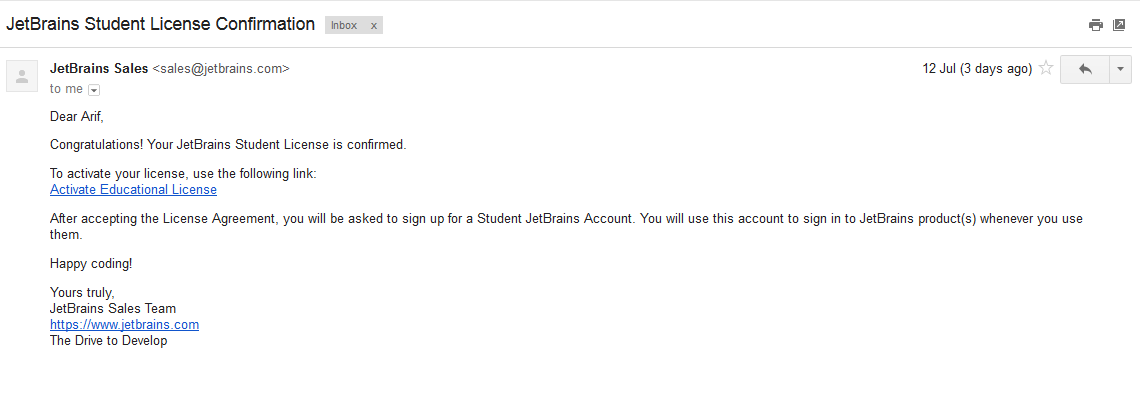 JetBrains Student License Confirmation Inbox x
JetBrains Sales <sales@jetbrains.com> 12 Jul (3 days ago)
to me
Dear Arif,
Congratulations! Your JetBrains Student License is confirmed.
To activate your license, use the following link:
Activate Educational License
After accepting the License Agreement, you will be asked to sign up for a Student JetBrains Account. You will use this account to sign in to JetBrains product(s) whenever you use
them.
Happy coding!
Yours truly,
JetBrains Sales Team
https://www.jetbrains.com
The Drive to Develop